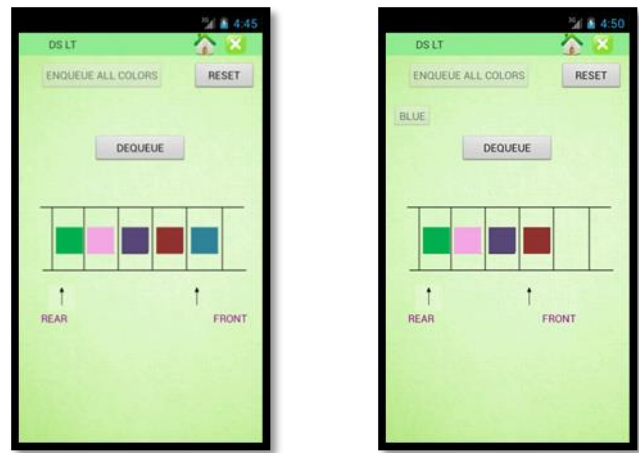 4:45
DS LT
ENQUEUE ALL COLORS RESET
DEQUEUE
REAR FRONT
4:50
DS LT
ENQUEUE ALL COLORS RESET
BLUE
DEQUEUE
REAR FRONT